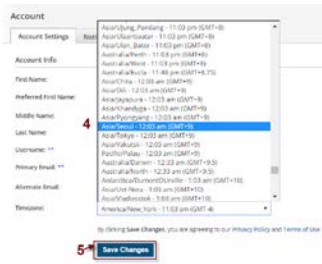 Account
Account Settings
Account Info
First Name:
Preferred First Name:
Middle Name:
Last Name:
Username: **
Primary Email: **
Alternate Email:
Timezone:
4
Asia/Ujung_Pandang - 11:03 pm (GMT+8)
Asia/Ulaanbaatar - 11:03 pm (GMT+8)
Asia/Ulan_Bator - 11:03 pm (GMT+8)
Australia/Perth - 11:03 pm (GMT+8)
Australia/West - 11:03 pm (GMT+8)
Australia/Eucla - 11:48 pm (GMT+8.75)
Asia/Chita - 12:03 am (GMT+9)
Asia/Dili - 12:03 am (GMT+9)
Asia/Jayapura - 12:03 am (GMT+9)
Asia/Khandyga - 12:03 am (GMT+9)
Asia/Pyongyang - 12:03 am (GMT+9)
Asia/Seoul - 12:03 am (GMT+9)
Asia/Tokyo - 12:03 am (GMT+9)
Asia/Yakutsk - 12:03 am (GMT+9)
Pacific/Palau - 12:03 am (GMT+9)
Australia/Darwin - 12:33 am (GMT+9.5)
Australia/North - 12:33 am (GMT+9.5)
Antarctica/DumontDUrville - 1:03 am (GMT+10)
Asia/Ust-Nera - 1:03 am (GMT+10)
Asia/Vladivostok - 1:03 am (GMT+10)
America/New_York - 11:03 am (GMT-4)
By clicking Save Changes, you are agreeing to our Privacy Policy and Terms of Use
5
Save Changes